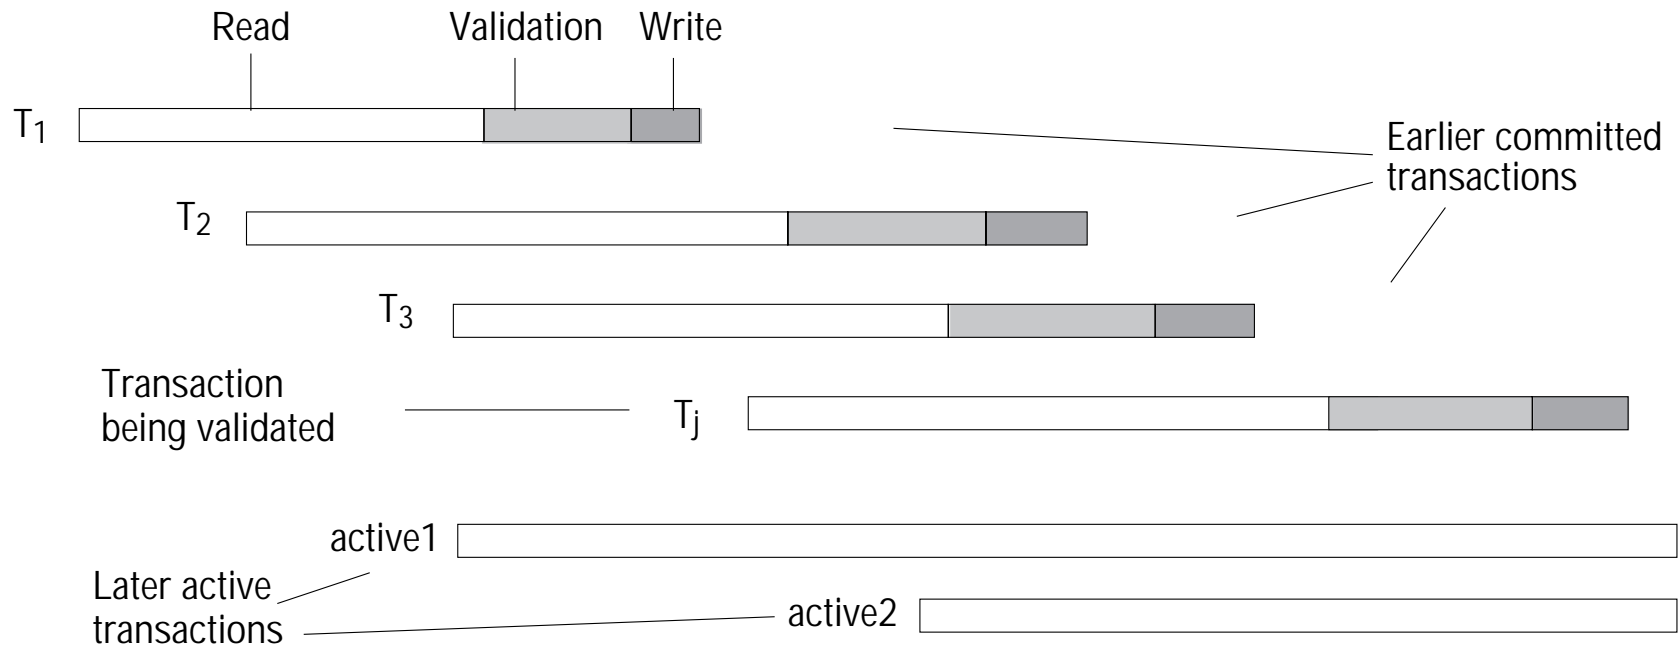 Read Validation Write
T1
Earlier committed
transactions
T2
T3
Transaction
being validated
Tj
active1
Later active
transactions
active2